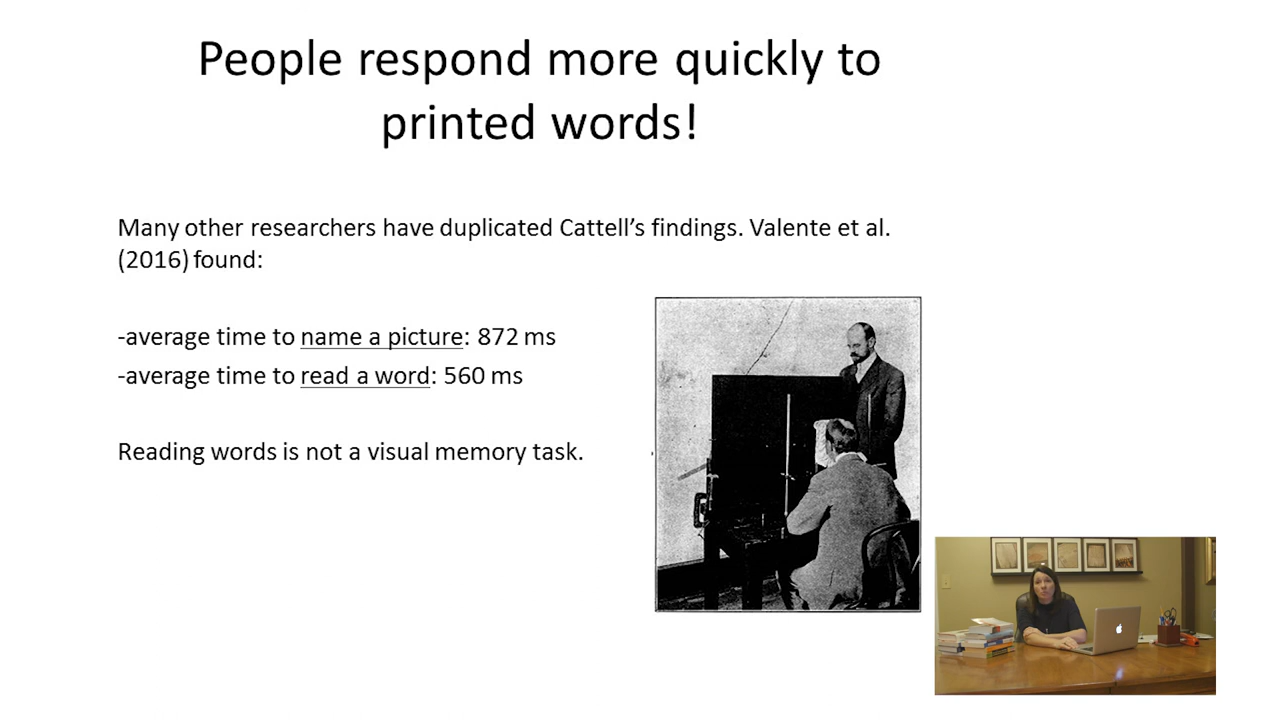 People respond more quickly to
printed words!
Many other researchers have duplicated Cattell’s findings. Valente et al.
(2016) found:
-average time to name a picture: 872 ms
-average time to read a word: 560 ms
Reading words is not a visual memory task.